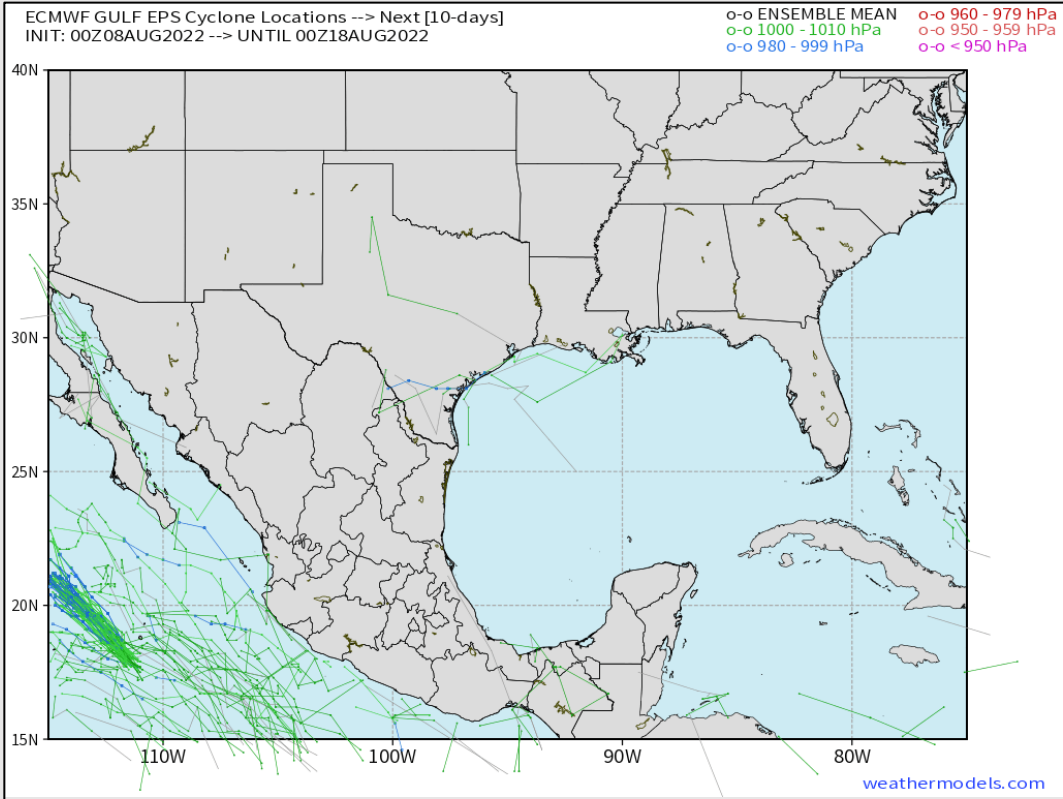 ECMWF GULF EPS Cyclone Locations --> Next [10-days]
INIT: 00Z08AUG2022 --> UNTIL 00Z18AUG2022
o-o ENSEMBLE MEAN
o-o 960 - 979 hPa
o-o 1000 - 1010 hPa
o-o 950 - 959 hPa
o-o 980 - 999 hPa
o-o < 950 hPa
40N
35N
30N
25N
20N
15N
110W
100W
90W
80W
weathermodels.com